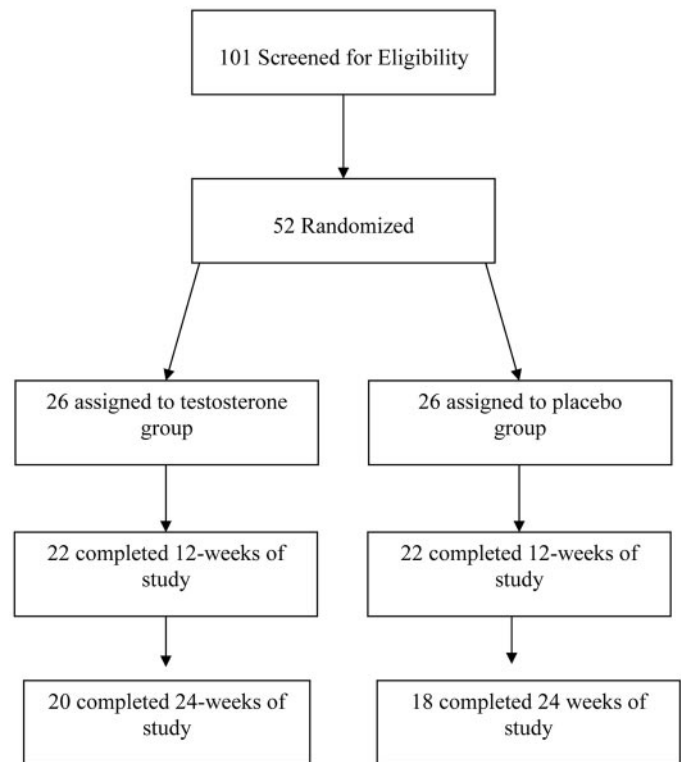 101 Screened for Eligibility
52 Randomized
26 assigned to testosterone
group
26 assigned to placebo
group
22 completed 12-weeks of
study
22 completed 12-weeks of
study
20 completed 24-weeks of
study
18 completed 24 weeks of
study